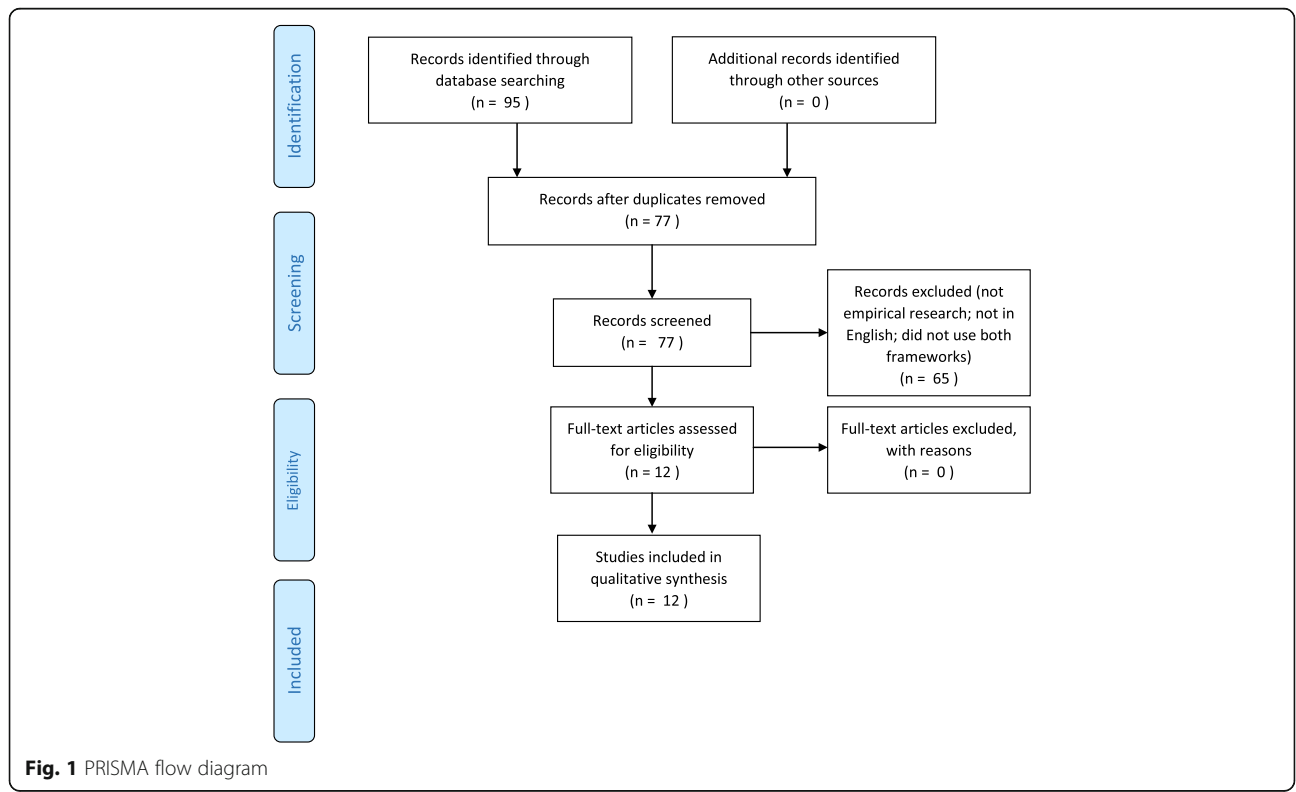 Identification
Records identified through
database searching
(n = 95 )
Additional records identified
through other sources
(n = 0 )
Records after duplicates removed
(n = 77 )
Screening
Records screened
(n = 77 )
Records excluded (not
empirical research; not in
English; did not use both
frameworks)
(n = 65 )
Eligibility
Full-text articles assessed
for eligibility
(n = 12 )
Full-text articles excluded,
with reasons
(n = 0 )
Included
Studies included in
qualitative synthesis
(n = 12 )
Fig. 1 PRISMA flow diagram